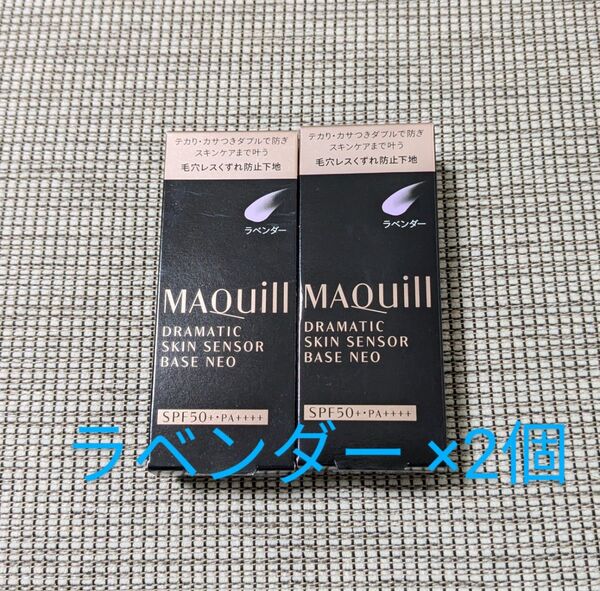 テカり・カサつきダブルで防ぎ
スキンケアまで叶う
毛穴レスくずれ防止下地
ラベンダー
MAQuill
DRAMATIC
SKIN SENSOR
BASE NEO
SPF50+・PA++++
テカり・カサつきダブルで防ぎ
スキンケアまで叶う
毛穴レスくずれ防止下地
ラベンダー
MAQuill
DRAMATIC
SKIN SENSOR
BASE NEO
SPF50+・PA++++
ラベンダー ×2個